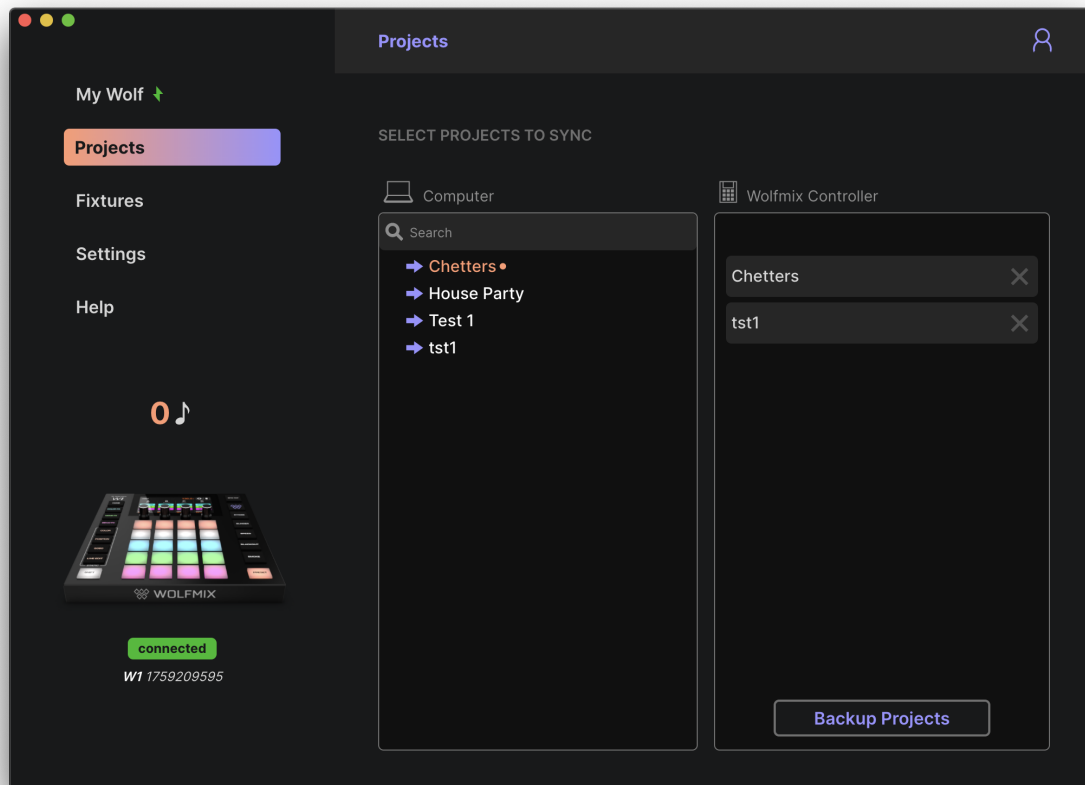 Projects
My Wolf
Projects
Fixtures
Settings
Help
SELECT PROJECTS TO SYNC
Computer
Search
Chetters
House Party
Test 1
tst1
Wolfmix Controller
Chetters
tst1
Backup Projects
0
WOLFMIX
connected
W1 1759209595